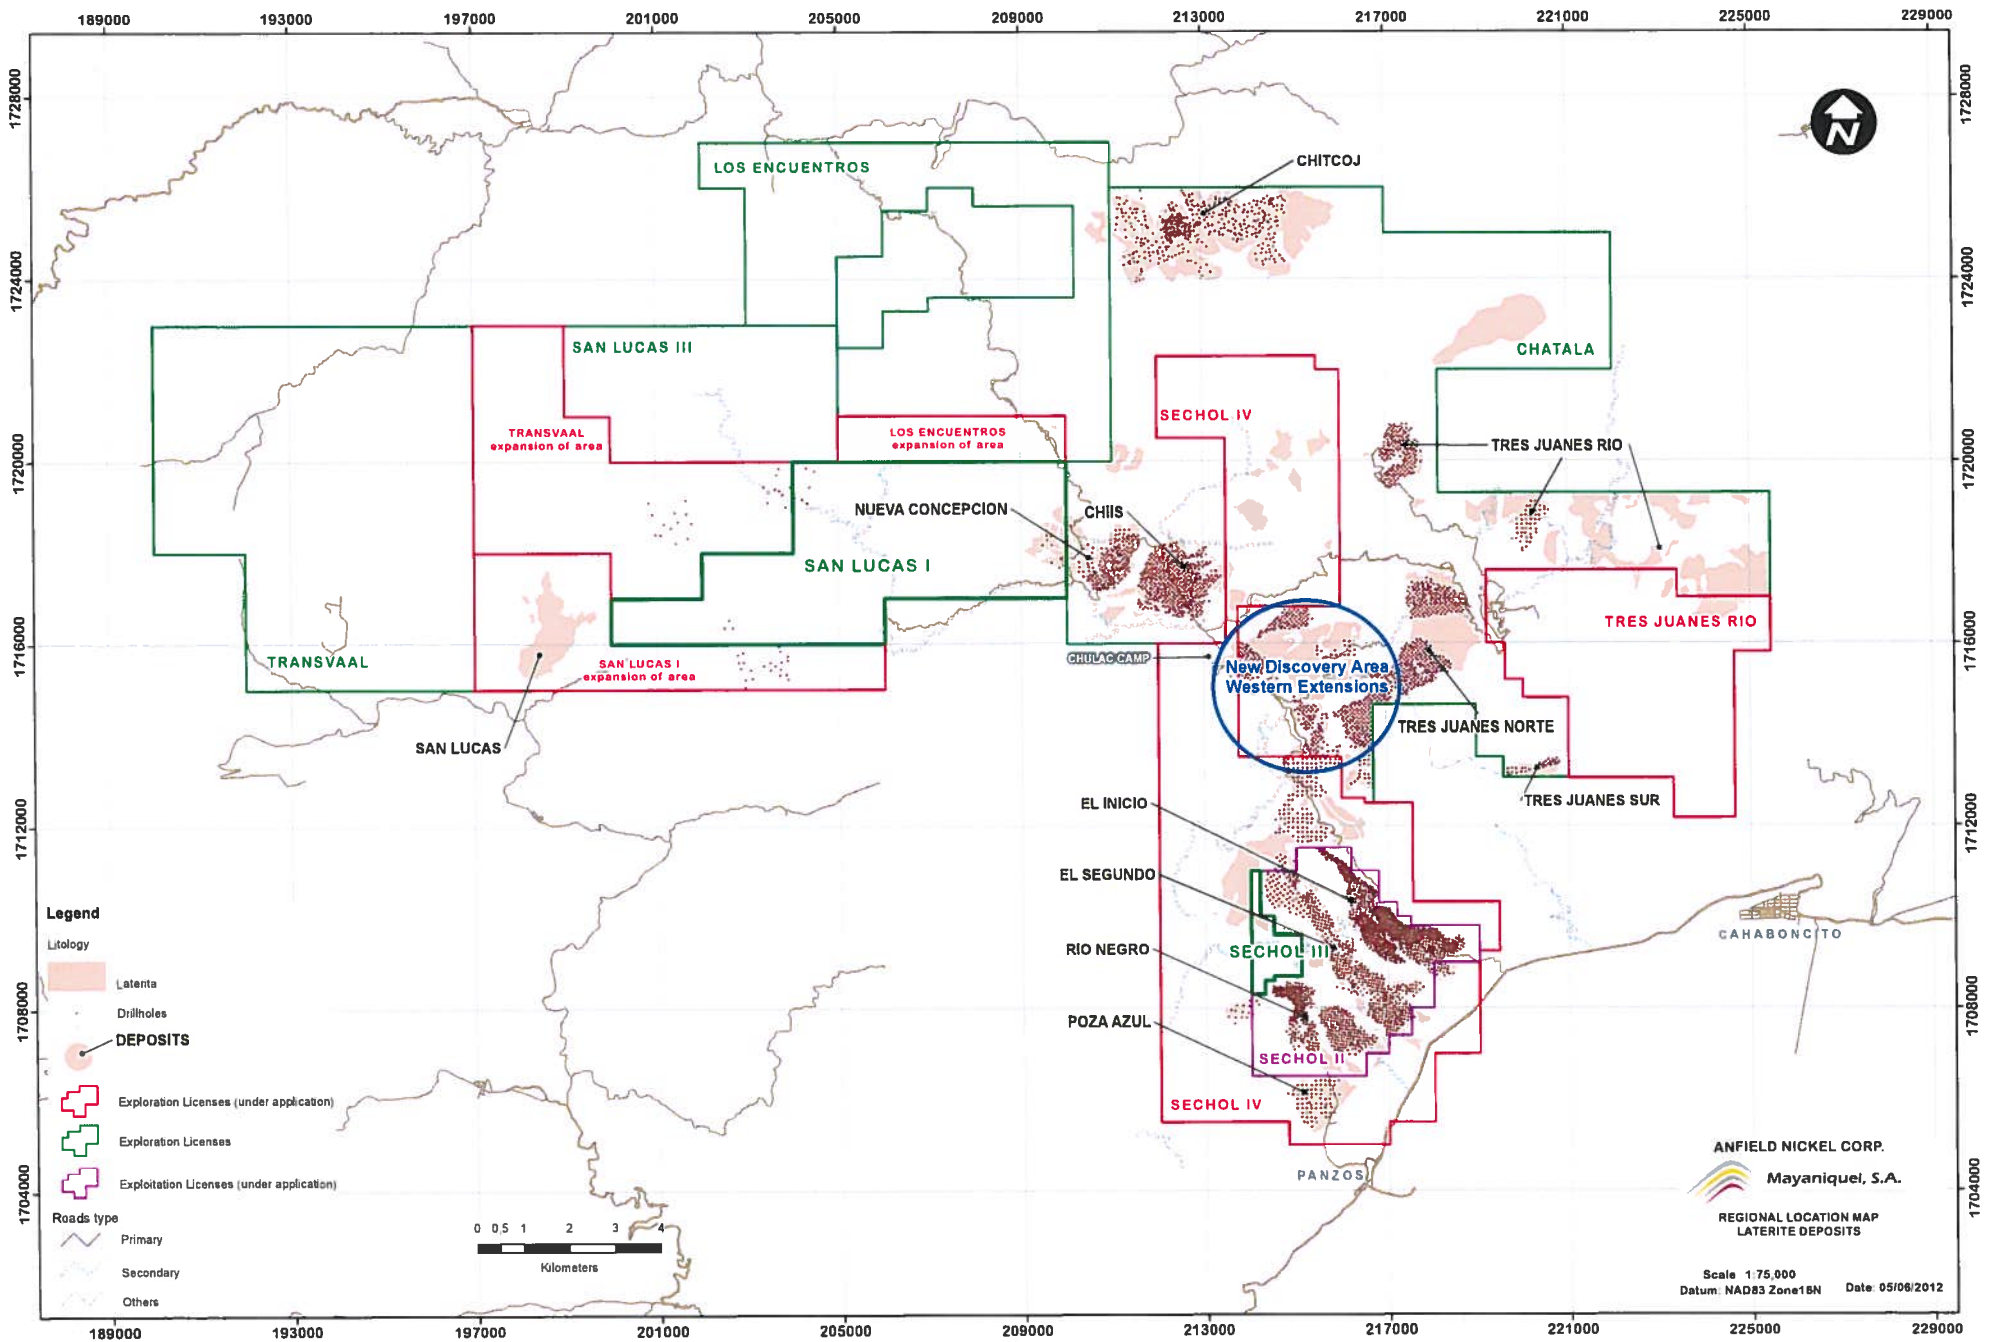 189000 193000 197000 201000 205000 209000 213000 217000 221000 225000 229000
1728000
1728000
CHITCOJ
LOS ENCUENTROS
1724000
1724000
SAN LUCAS III
CHATALA
SECHOL IV
TRANSVAAL
expansion of area
LOS ENCUENTROS
expansion of area
TRES JUANES RIO
1720000
1720000
NUEVA CONCEPCION
CHIIS
SAN LUCAS I
TRES JUANES RIO
1716000
1716000
TRANSVAAL
SAN LUCAS I
expansion of area
CHULAC CAMP
New Discovery Area
Western Extensions
SAN LUCAS
TRES JUANES NORTE
TRES JUANES SUR
1712000
1712000
EL INICIO
EL SEGUNDO
RIO NEGRO
POZA AZUL
SECHOL III
SECHOL II
SECHOL IV
CAHABONCITO
PANZOS
1708000
1708000
1704000
1704000
N
Legend
Litology
Laterita
Drillholes
DEPOSITS
Exploration Licenses (under application)
Exploration Licenses
Exploitation Licenses (under application)
Roads type
Primary
Secondary
Others
0 0,5 1 2 3 4
Kilometers
ANFIELD NICKEL CORP.
Mayaniquel, S.A.
REGIONAL LOCATION MAP
LATERITE DEPOSITS
Scale 1:75,000
Datum: NAD83 Zone16N Date: 05/06/2012
189000 193000 197000 201000 205000 209000 213000 217000 221000 225000 229000